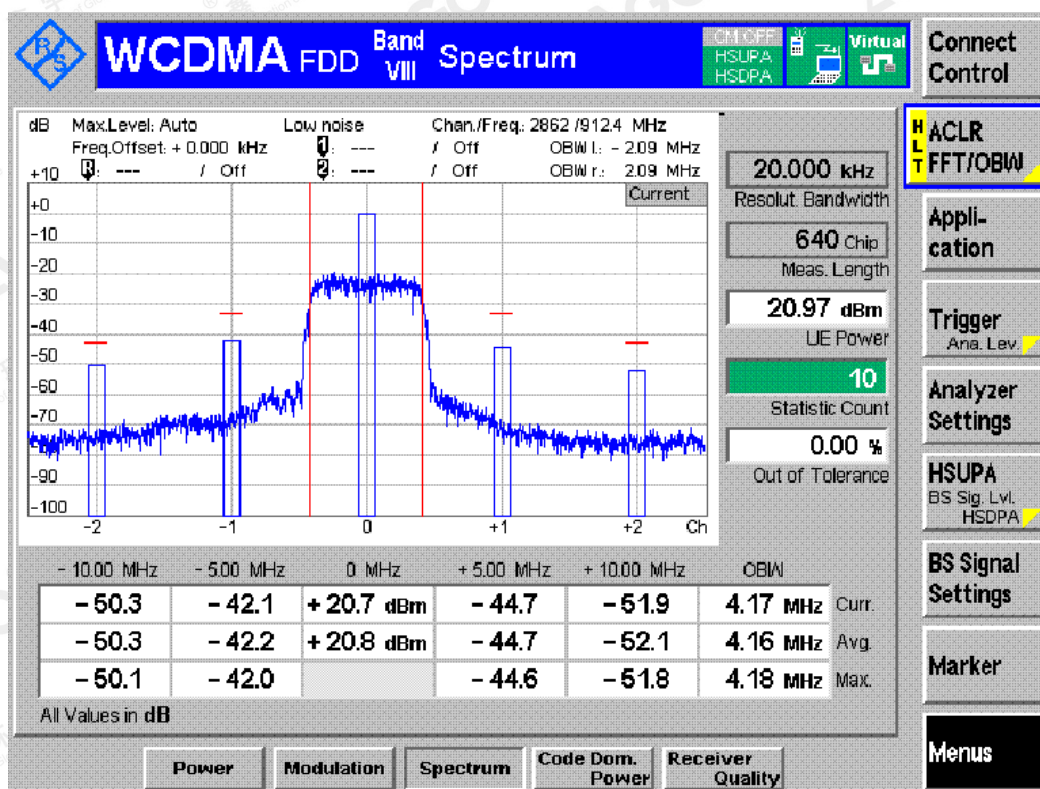 R&S
WCDMA FDD Band VIII Spectrum
CM:OFF
HSUPA
HSDPA
Virtual
Connect
Control
dB Max.Level: Auto Low noise Chan./Freq.: 2862 /912.4 MHz
Freq.Offset: + 0.000 kHz 1: --- / Off OBW l.: - 2.09 MHz
R: --- / Off 2: --- / Off OBW r.: 2.09 MHz
Current
+10
+0
-10
-20
-30
-40
-50
-60
-70
-90
-100
-2 -1 0 +1 +2 Ch
20.000 kHz
Resolut. Bandwidth
640 Chip
Meas. Length
20.97 dBm
UE Power
10
Statistic Count
0.00 %
Out of Tolerance
HLT
ACLR
FFT/OBW
Appli-
cation
Trigger
Ana. Lev.
Analyzer
Settings
HSUPA
BS Sig. Lvl.
HSDPA
BS Signal
Settings
Marker
Menus
- 10.00 MHz - 5.00 MHz 0 MHz + 5.00 MHz + 10.00 MHz OBW
- 50.3 - 42.1 + 20.7 dBm - 44.7 - 51.9 4.17 MHz Curr.
- 50.3 - 42.2 + 20.8 dBm - 44.7 - 52.1 4.16 MHz Avg.
- 50.1 - 42.0 - 44.6 - 51.8 4.18 MHz Max.
All Values in dB
Power
Modulation
Spectrum
Code Dom.
Power
Receiver
Quality